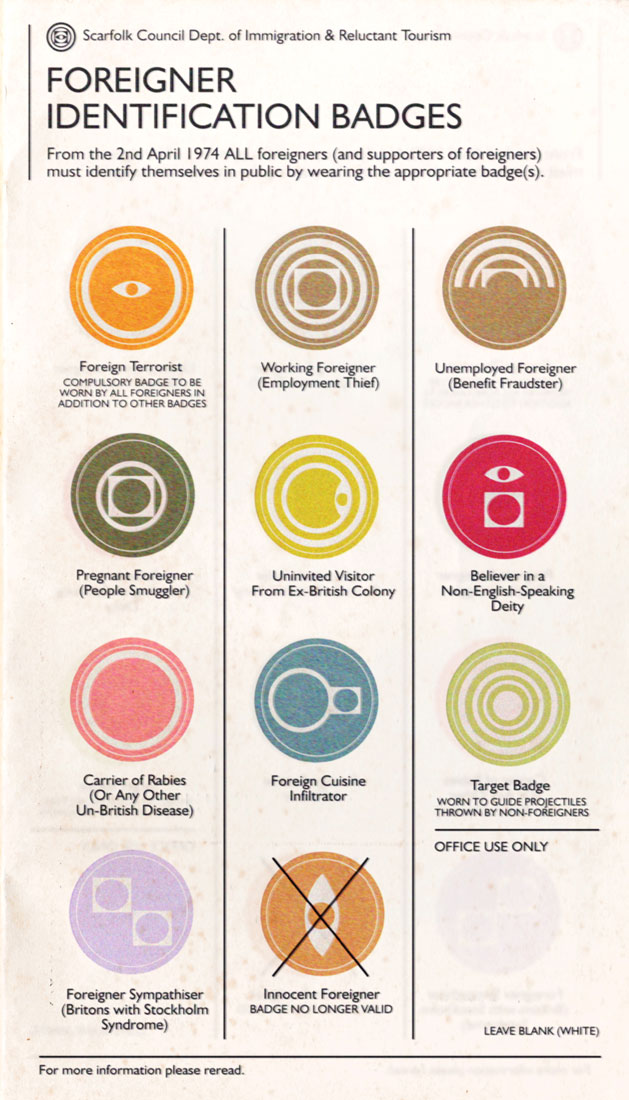 Scarfolk Council Dept. of Immigration & Reluctant Tourism
FOREIGNER
IDENTIFICATION BADGES
From the 2nd April 1974 ALL foreigners (and supporters of foreigners)
must identify themselves in public by wearing the appropriate badge(s).
Foreign Terrorist
COMPULSORY BADGE TO BE
WORN BY ALL FOREIGNERS IN
ADDITION TO OTHER BADGES
Working Foreigner
(Employment Thief)
Unemployed Foreigner
(Benefit Fraudster)
Pregnant Foreigner
(People Smuggler)
Uninvited Visitor
From Ex-British Colony
Believer in a
Non-English-Speaking
Deity
Carrier of Rabies
(Or Any Other
Un-British Disease)
Foreign Cuisine
Infiltrator
Target Badge
WORN TO GUIDE PROJECTILES
THROWN BY NON-FOREIGNERS
Foreigner Sympathiser
(Britons with Stockholm
Syndrome)
Innocent Foreigner
BADGE NO LONGER VALID
OFFICE USE ONLY
LEAVE BLANK (WHITE)
For more information please reread.